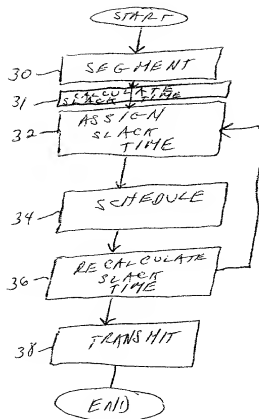 START
30
SEGMENT
31
CALCULATE
SLACK TIME
32
ASSIGN
SLACK
TIME
34
SCHEDULE
36
RECALCULATE
SLACK
TIME
38
TRANSMIT
END